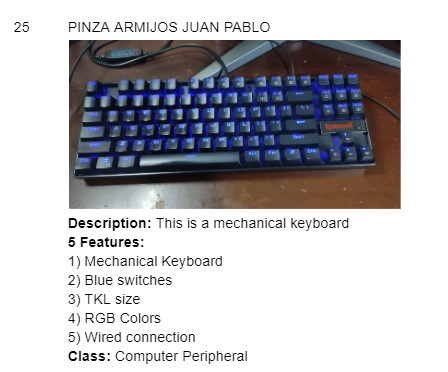 25 PINZA ARMIJOS JUAN PABLO
Description: This is a mechanical keyboard
5 Features:
1) Mechanical Keyboard
2) Blue switches
3) TKL size
4) RGB Colors
5) Wired connection
Class: Computer Peripheral